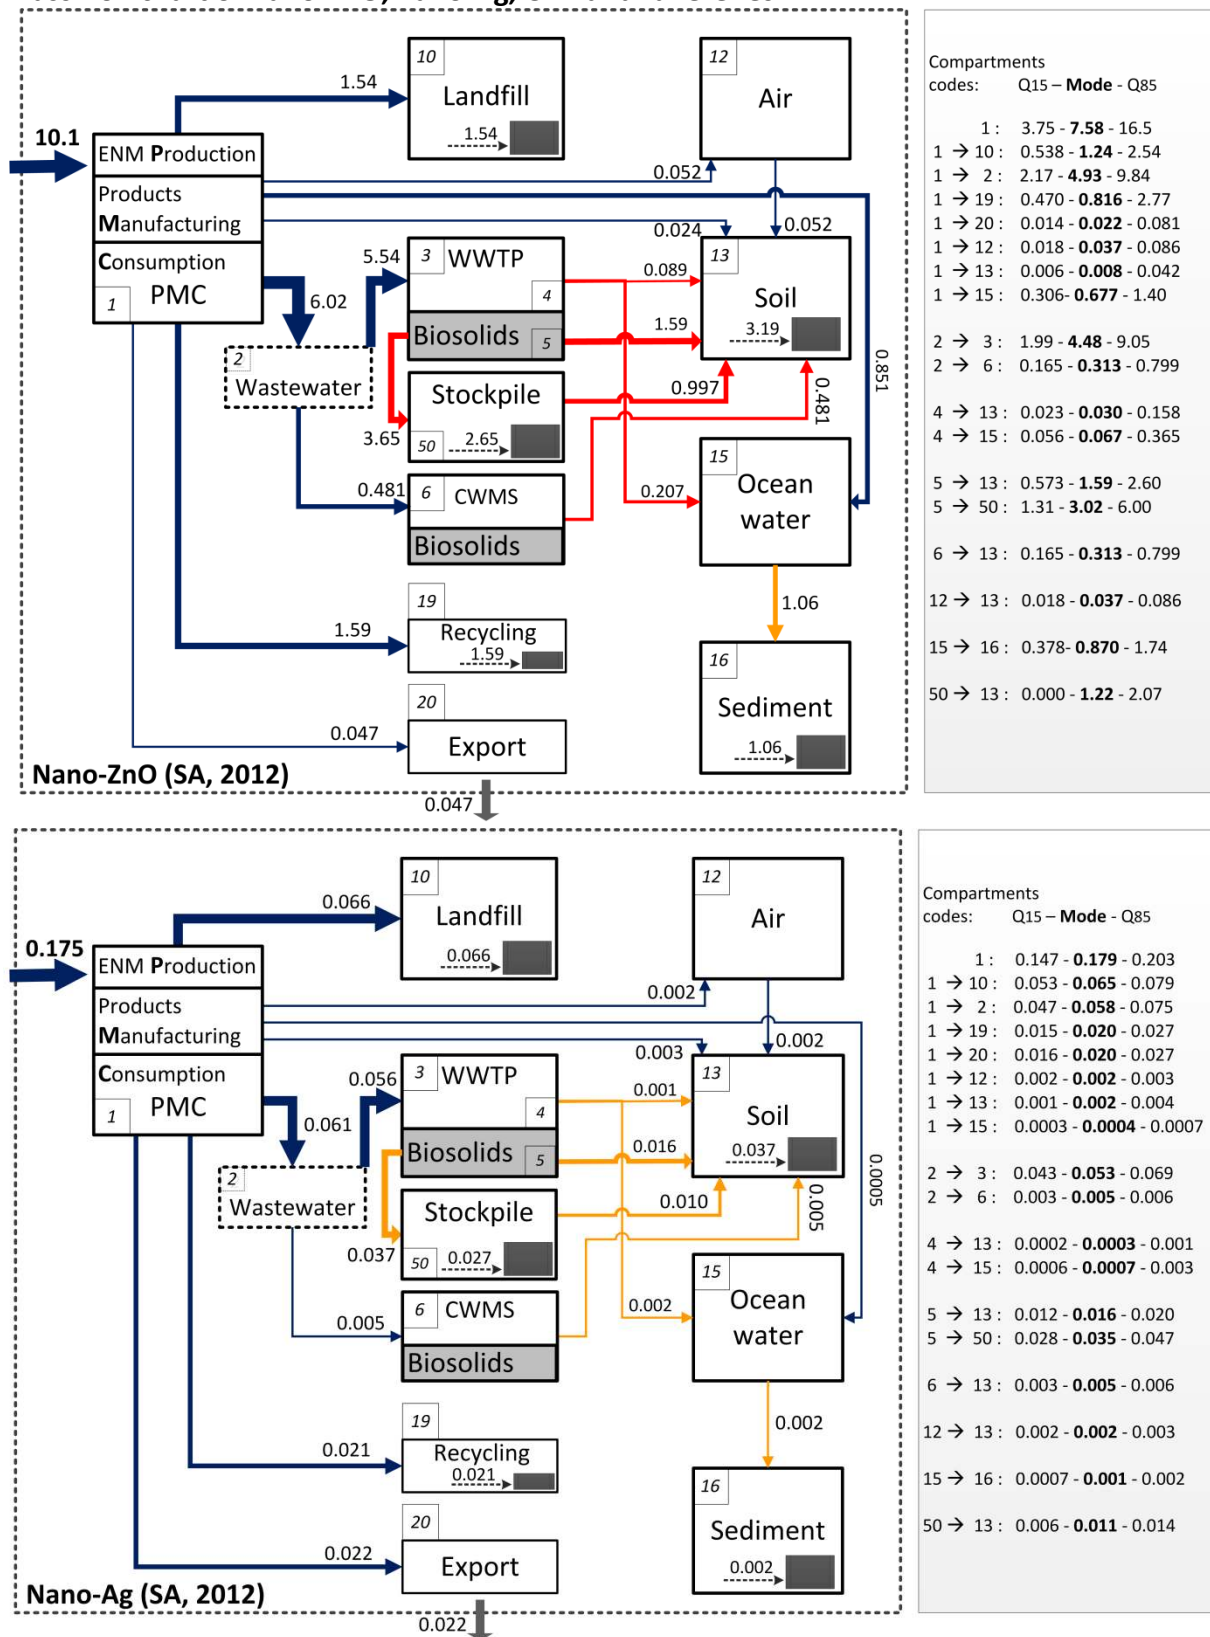 10
Landfill
1.54
1.54
12
Air
10.1
ENM Production
Products
Manufacturing
Consumption
PMC
1
0.052
0.052
0.024
5.54
6.02
2
Wastewater
3
WWTP
4
Biosolids
5
0.089
1.59
13
Soil
3.19
0.851
Stockpile
50
2.65
3.65
0.997
0.481
0.481
6
CWMS
Biosolids
0.207
15
Ocean
water
1.06
1.59
19
Recycling
1.59
16
Sediment
1.06
20
Export
0.047
Nano-ZnO (SA, 2012)
0.047
Compartments
codes: Q15 – Mode - Q85
1 : 3.75 - 7.58 - 16.5
1 → 10 : 0.538 - 1.24 - 2.54
1 → 2 : 2.17 - 4.93 - 9.84
1 → 19 : 0.470 - 0.816 - 2.77
1 → 20 : 0.014 - 0.022 - 0.081
1 → 12 : 0.018 - 0.037 - 0.086
1 → 13 : 0.006 - 0.008 - 0.042
1 → 15 : 0.306- 0.677 - 1.40
2 → 3 : 1.99 - 4.48 - 9.05
2 → 6 : 0.165 - 0.313 - 0.799
4 → 13 : 0.023 - 0.030 - 0.158
4 → 15 : 0.056 - 0.067 - 0.365
5 → 13 : 0.573 - 1.59 - 2.60
5 → 50 : 1.31 - 3.02 - 6.00
6 → 13 : 0.165 - 0.313 - 0.799
12 → 13 : 0.018 - 0.037 - 0.086
15 → 16 : 0.378- 0.870 - 1.74
50 → 13 : 0.000 - 1.22 - 2.07
10
Landfill
0.066
0.066
12
Air
0.175
ENM Production
Products
Manufacturing
Consumption
PMC
1
0.002
0.002
0.003
0.056
0.061
2
Wastewater
3
WWTP
4
Biosolids
5
0.001
0.016
13
Soil
0.037
0.0005
Stockpile
50
0.027
0.037
0.010
0.005
0.005
6
CWMS
Biosolids
0.002
15
Ocean
water
0.002
0.021
19
Recycling
0.021
16
Sediment
0.002
20
Export
0.022
Nano-Ag (SA, 2012)
0.022
Compartments
codes: Q15 – Mode - Q85
1 : 0.147 - 0.179 - 0.203
1 → 10 : 0.053 - 0.065 - 0.079
1 → 2 : 0.047 - 0.058 - 0.075
1 → 19 : 0.015 - 0.020 - 0.027
1 → 20 : 0.016 - 0.020 - 0.027
1 → 12 : 0.002 - 0.002 - 0.003
1 → 13 : 0.001 - 0.002 - 0.004
1 → 15 : 0.0003 - 0.0004 - 0.0007
2 → 3 : 0.043 - 0.053 - 0.069
2 → 6 : 0.003 - 0.005 - 0.006
4 → 13 : 0.0002 - 0.0003 - 0.001
4 → 15 : 0.0006 - 0.0007 - 0.003
5 → 13 : 0.012 - 0.016 - 0.020
5 → 50 : 0.028 - 0.035 - 0.047
6 → 13 : 0.003 - 0.005 - 0.006
12 → 13 : 0.002 - 0.002 - 0.003
15 → 16 : 0.0007 - 0.001 - 0.002
50 → 13 : 0.006 - 0.011 - 0.014